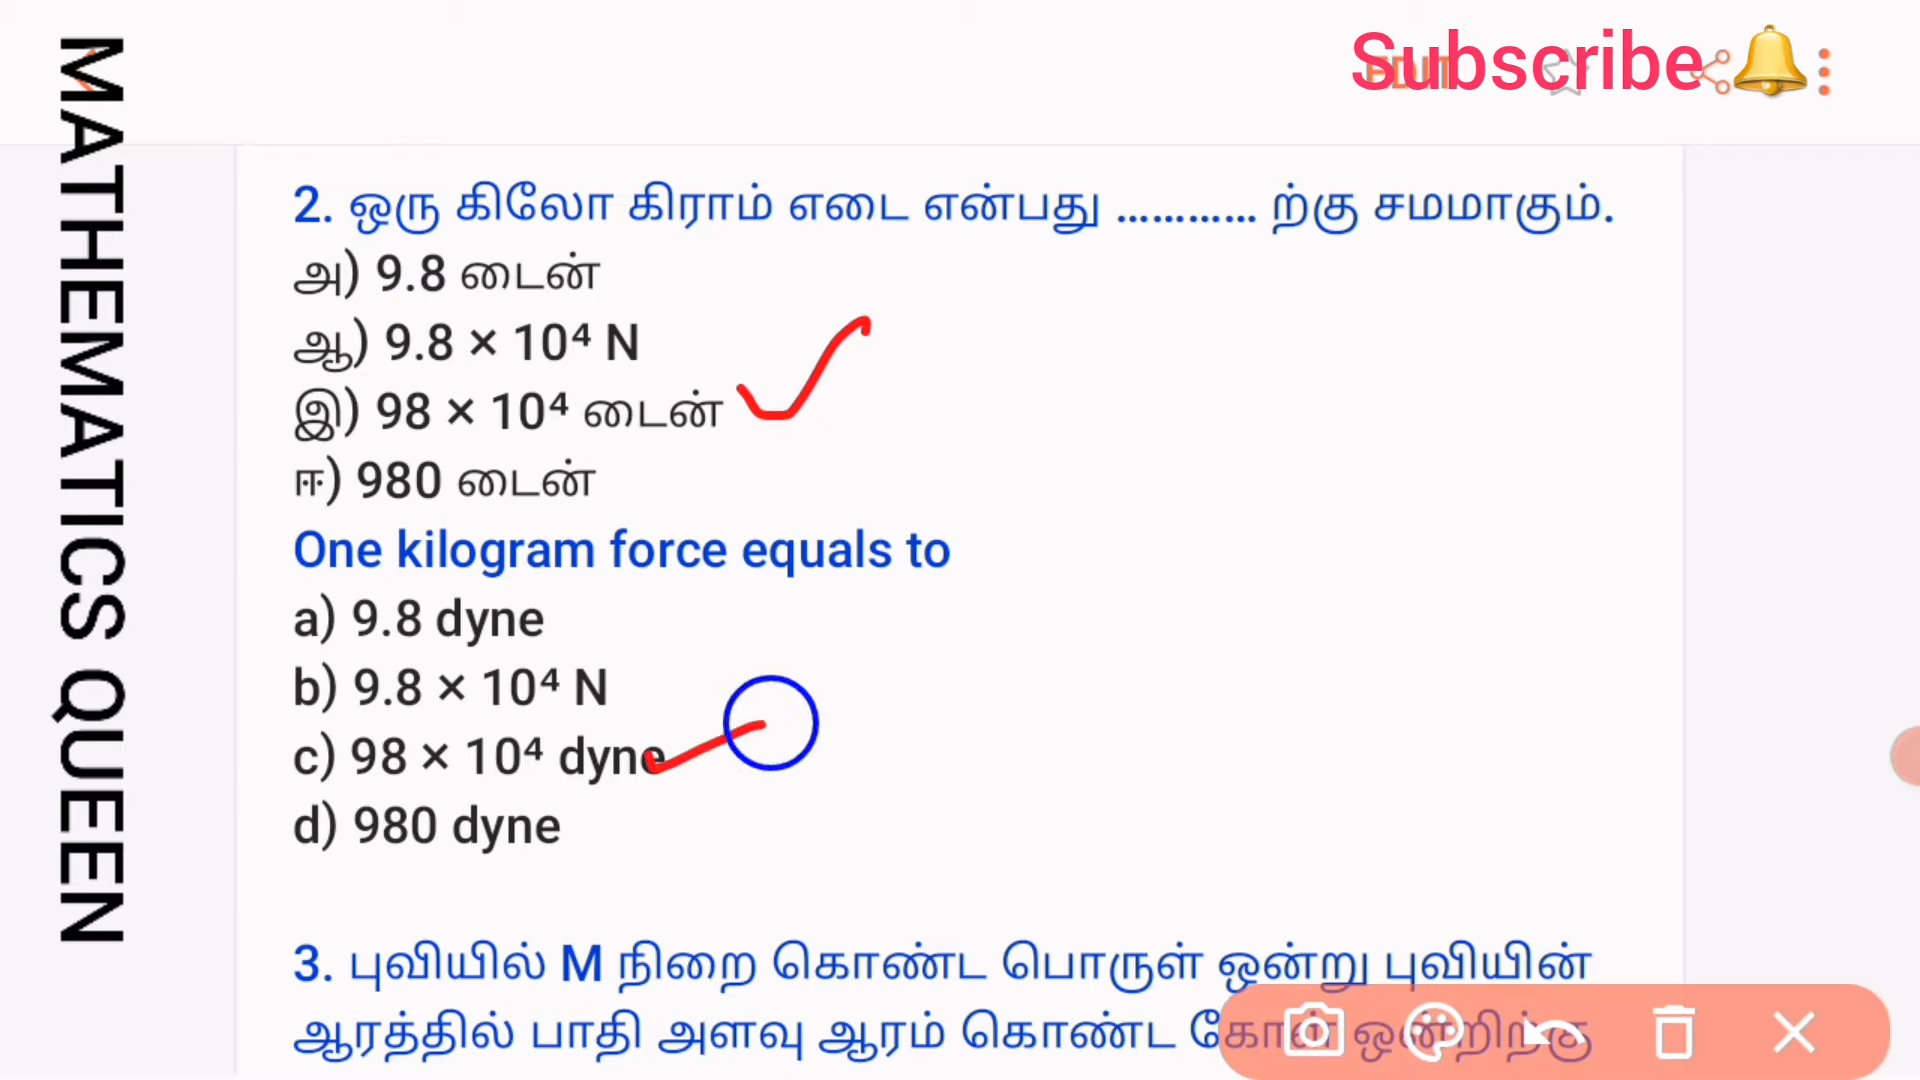 Subscribe🔔
MATHEMATICS QUEEN
2. ஒரு கிலோ கிராம் எடை என்பது ………… ற்கு சமமாகும்.
அ) 9.8 டைன்
ஆ) 9.8 × 10⁴ N
இ) 98 × 10⁴ டைன்
ஈ) 980 டைன்
One kilogram force equals to
a) 9.8 dyne
b) 9.8 × 10⁴ N
c) 98 × 10⁴ dyne
d) 980 dyne
3. புவியில் M நிறை கொண்ட பொருள் ஒன்று புவியின்
ஆரத்தில் பாதி அளவு ஆரம் கொண்ட கோள் ஒன்றிற்கு